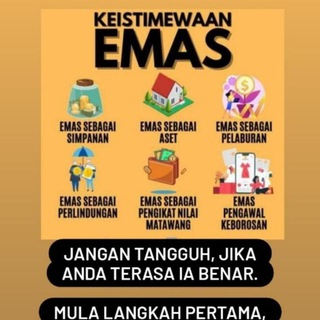 KEISTIMEWAAN
EMAS
EMAS SEBAGAI
SIMPANAN
EMAS SEBAGAI
ASET
EMAS SEBAGAI
PELABURAN
EMAS SEBAGAI
PERLINDUNGAN
EMAS SEBAGAI
PENGIKAT NILAI
MATAWANG
EMAS
PENGAWAL
KEBOROSAN
JANGAN TANGGUH, JIKA
ANDA TERASA IA BENAR.
MULA LANGKAH PERTAMA,